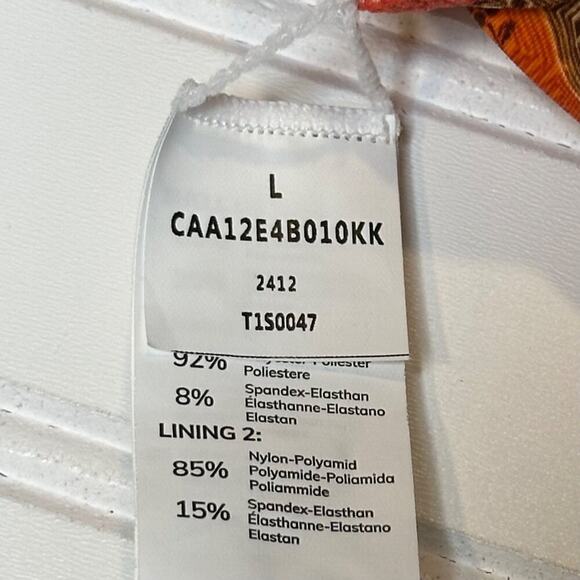 L
CAA12E4B010KK
2412
T1S0047
92%
Poliestere
8% Spandex-Elasthan
Élasthanne-Elastano
Elastan
LINING 2:
85% Nylon-Polyamid
Polyamide-Poliamida
Poliammide
15% Spandex-Elasthan
Élasthanne-Elastano
Elastan